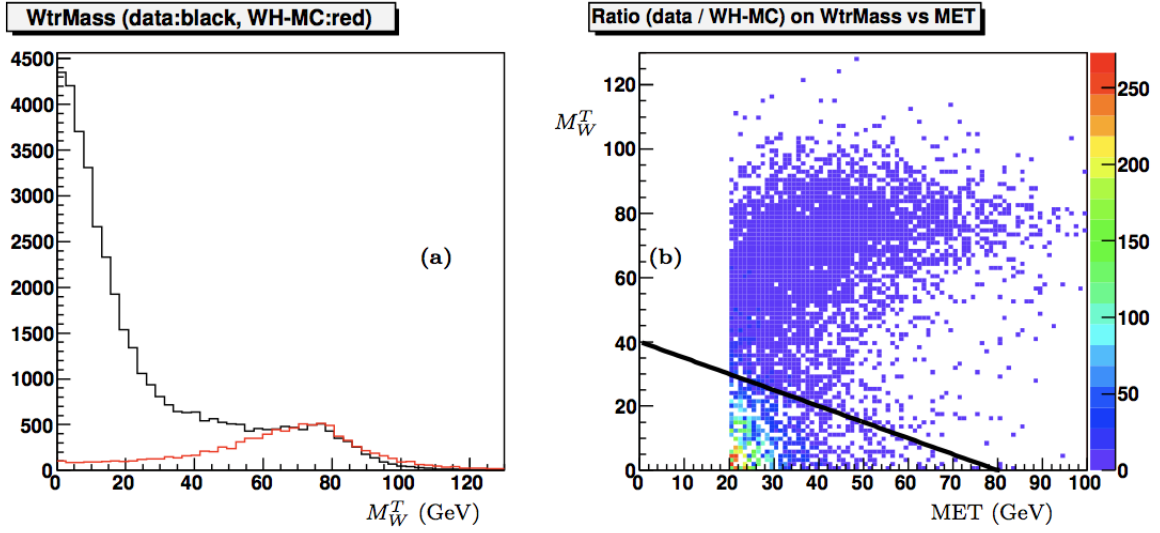 WtrMass (data:black, WH-MC:red)
4500
4000
3500
3000
2500
2000
1500
1000
500
0
0 20 40 60 80 100 120
(a)
M_W^T (GeV)
Ratio (data / WH-MC) on WtrMass vs MET
M_W^T
120
100
80
60
40
20
0
0 10 20 30 40 50 60 70 80 90 100
(b)
MET (GeV)
250
200
150
100
50
0